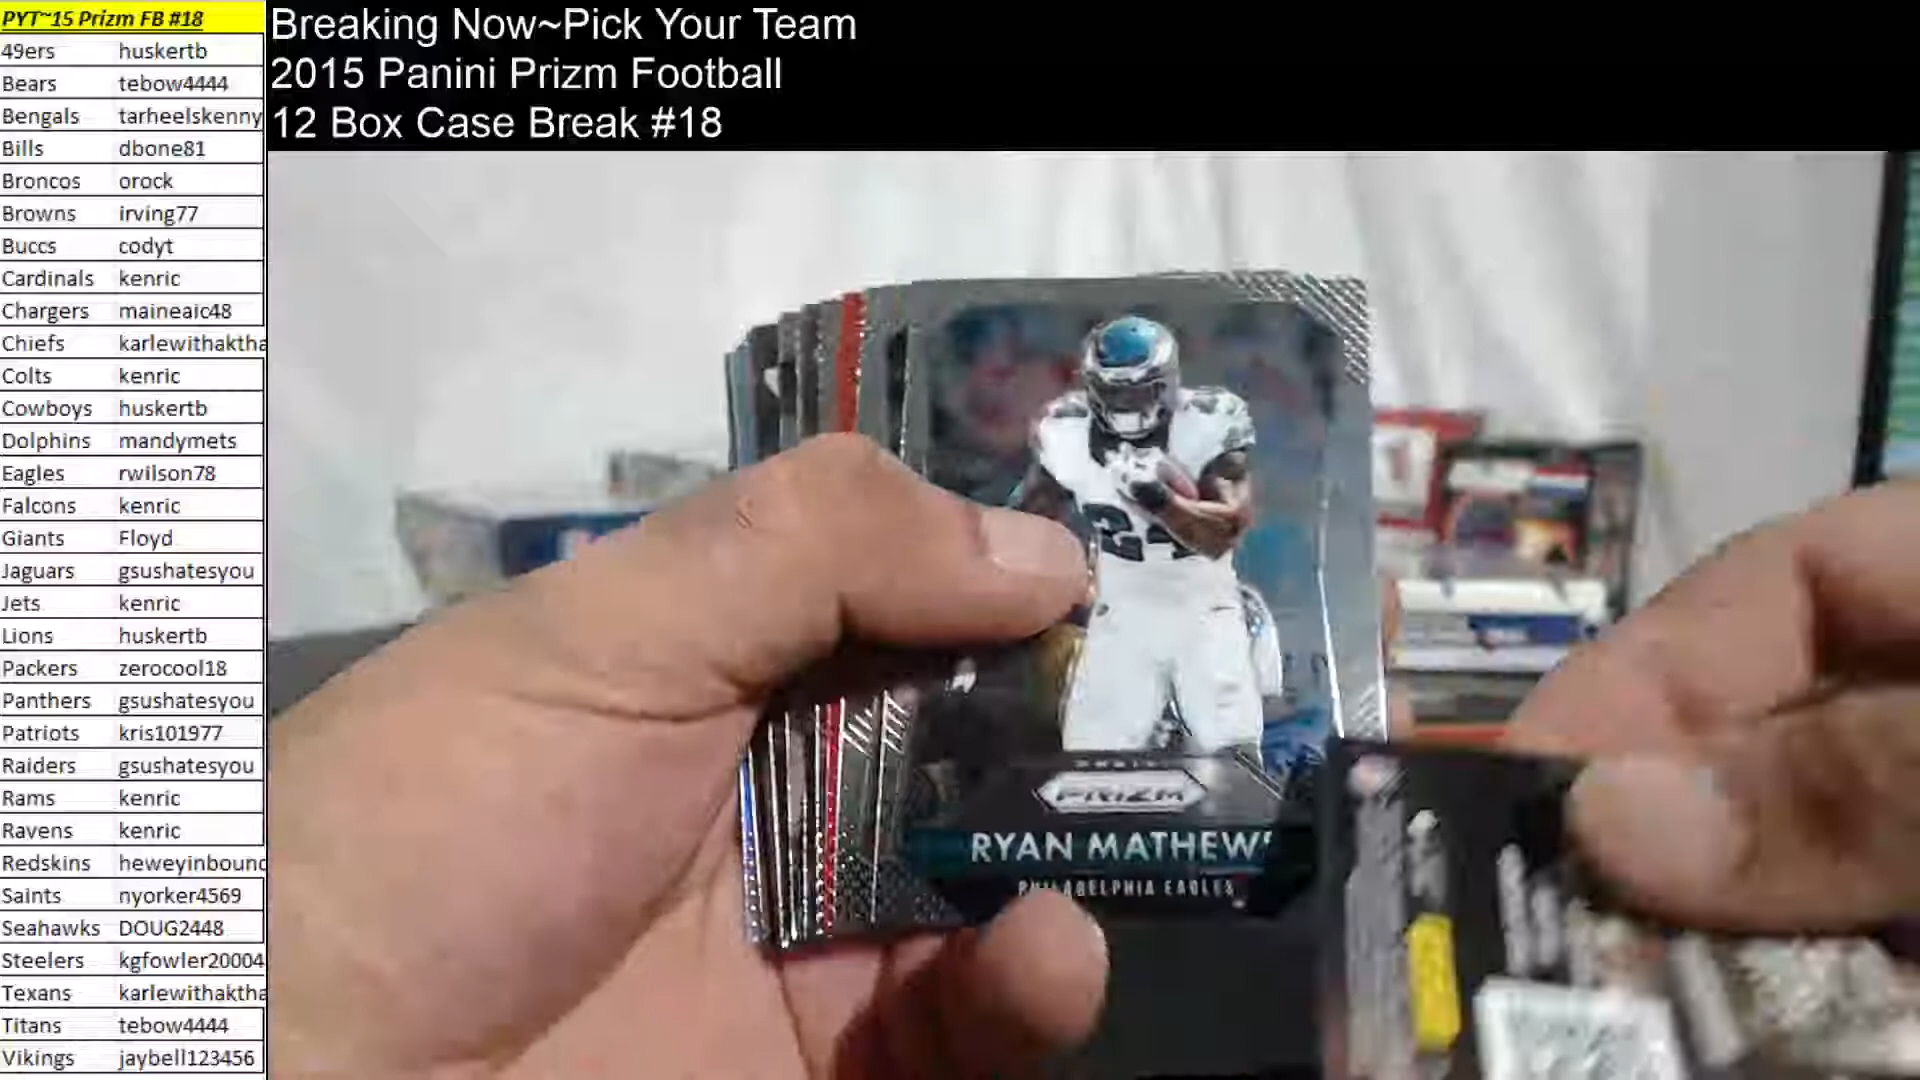 PYT~15 Prizm FB #18
49ers huskertb
Bears tebow4444
Bengals tarheelskenny
Bills dbone81
Broncos orock
Browns irving77
Buccs codyt
Cardinals kenric
Chargers maineaic48
Chiefs karlewithaktha
Colts kenric
Cowboys huskertb
Dolphins mandymets
Eagles rwilson78
Falcons kenric
Giants Floyd
Jaguars gsushatesyou
Jets kenric
Lions huskertb
Packers zerocool18
Panthers gsushatesyou
Patriots kris101977
Raiders gsushatesyou
Rams kenric
Ravens kenric
Redskins heweyinbound
Saints nyorker4569
Seahawks DOUG2448
Steelers kgfowler20004
Texans karlewithaktha
Titans tebow4444
Vikings jaybell123456
Breaking Now~Pick Your Team
2015 Panini Prizm Football
12 Box Case Break #18
PRIZM
RYAN MATHEWS
PHILADELPHIA EAGLES